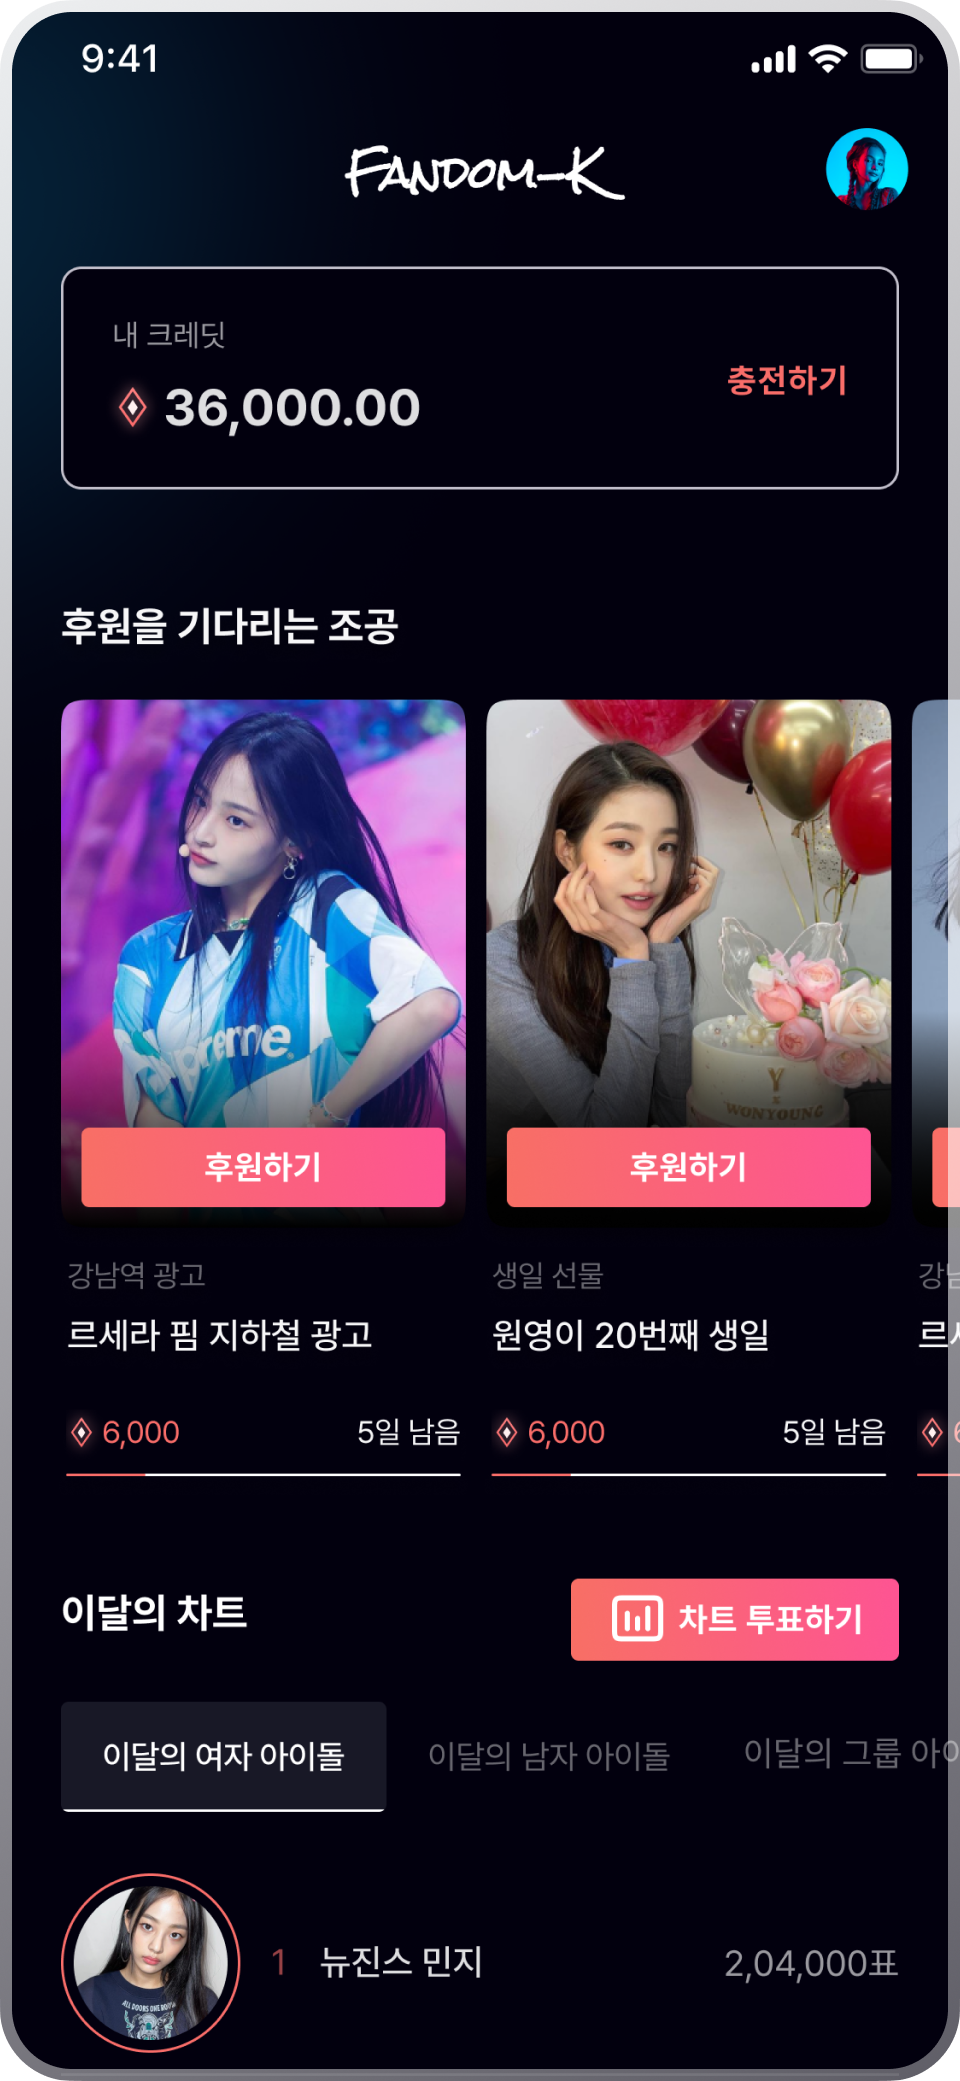 9:41
FANDOM-K
내 크레딧
36,000.00
충전하기
후원을 기다리는 조공
Supreme
Y
WONYOUNG
후원하기
후원하기
강남역 광고
생일 선물
르세라 핌 지하철 광고
원영이 20번째 생일
6,000
5일 남음
6,000
5일 남음
이달의 차트
차트 투표하기
이달의 여자 아이돌
이달의 남자 아이돌
이달의 그룹 아이
ALL DOORS ONE
1
뉴진스 민지
2,04,000표